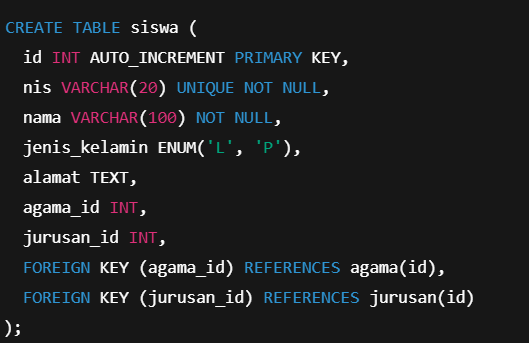 CREATE TABLE siswa (
  id INT AUTO_INCREMENT PRIMARY KEY,
  nis VARCHAR(20) UNIQUE NOT NULL,
  nama VARCHAR(100) NOT NULL,
  jenis_kelamin ENUM('L', 'P'),
  alamat TEXT,
  agama_id INT,
  jurusan_id INT,
  FOREIGN KEY (agama_id) REFERENCES agama(id),
  FOREIGN KEY (jurusan_id) REFERENCES jurusan(id)
);